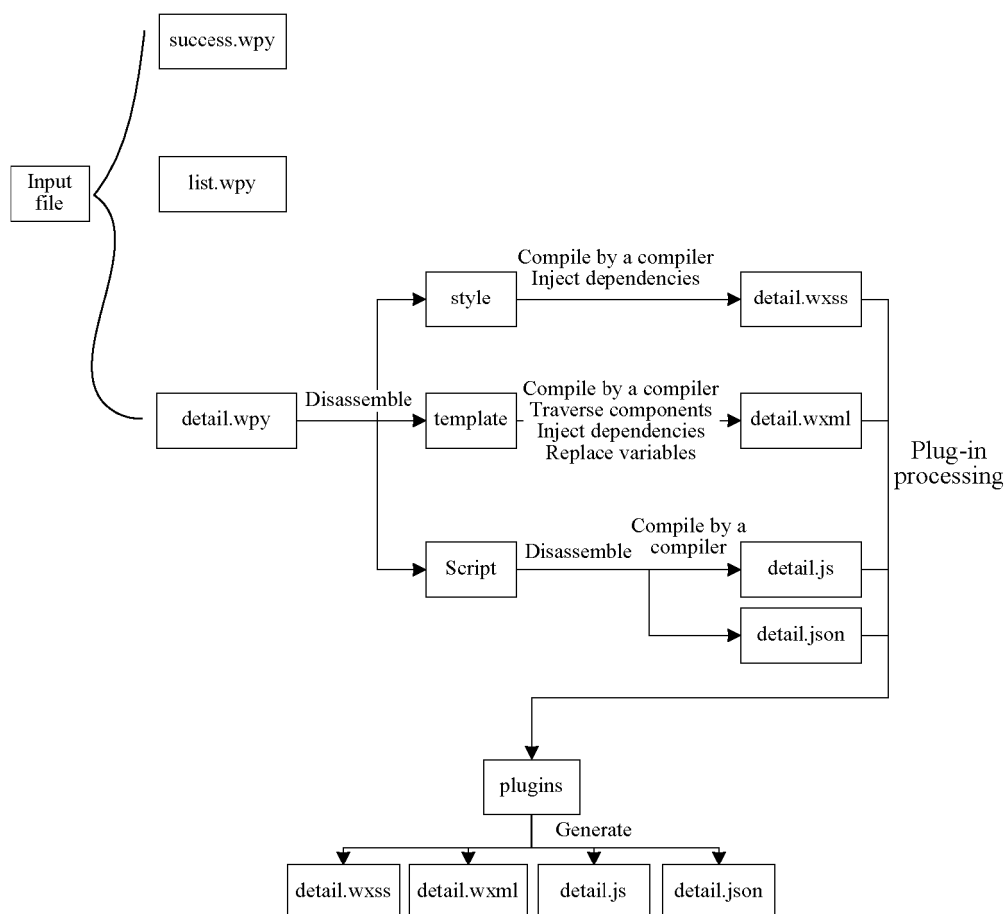 success.wpy
Input
file
list.wpy
Compile by a compiler
Inject dependencies
style
detail.wxss
detail.wpy
Disassemble
template
Compile by a compiler
Traverse components
Inject dependencies
Replace variables
detail.wxml
Plug-in
processing
Script
Disassemble
Compile by a
compiler
detail.js
detail.json
plugins
Generate
detail.wxss
detail.wxml
detail.js
detail.json